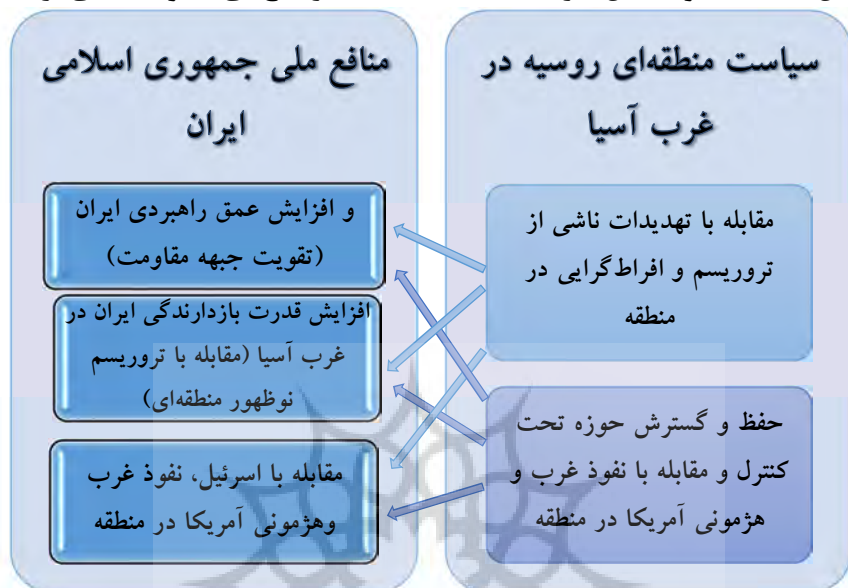 سیاست منطقه‌ای روسیه در
غرب آسیا
مقابله با تهدیدات ناشی از
تروریسم و افراط‌گرایی در
منطقه
حفظ و گسترش حوزه تحت
کنترل و مقابله با نفوذ غرب و
هژمونی آمریکا در منطقه
منافع ملی جمهوری اسلامی
ایران
و افزایش عمق راهبردی ایران
(تقویت جبهه مقاومت)
افزایش قدرت بازدارندگی ایران در
غرب آسیا (مقابله با تروریسم
نوظهور منطقه‌ای)
مقابله با اسرئیل، نفوذ غرب
وهژمونی آمریکا در منطقه